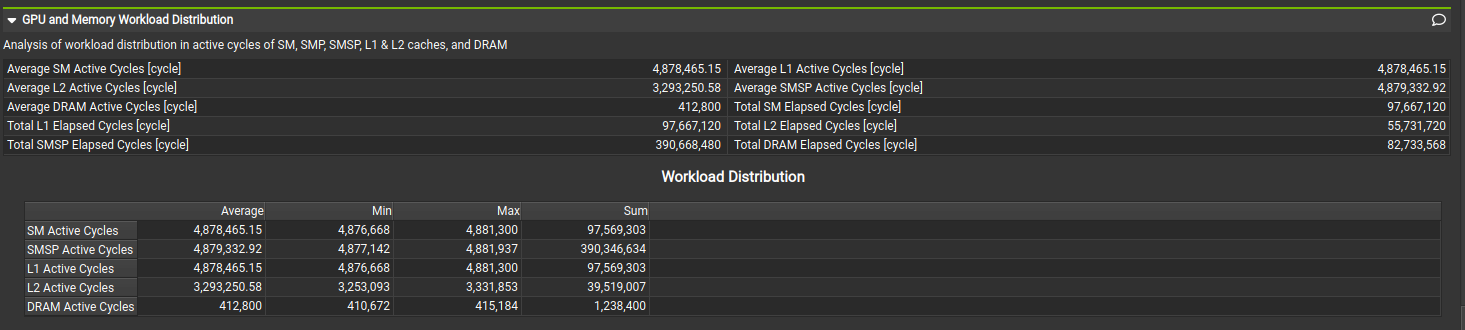 GPU and Memory Workload Distribution
Analysis of workload distribution in active cycles of SM, SMP, SMSP, L1 & L2 caches, and DRAM
Average SM Active Cycles [cycle] 4,878,465.15 Average L1 Active Cycles [cycle] 4,878,465.15
Average L2 Active Cycles [cycle] 3,293,250.58 Average SMSP Active Cycles [cycle] 4,879,332.92
Average DRAM Active Cycles [cycle] 412,800 Total SM Elapsed Cycles [cycle] 97,667,120
Total L1 Elapsed Cycles [cycle] 97,667,120 Total L2 Elapsed Cycles [cycle] 55,731,720
Total SMSP Elapsed Cycles [cycle] 390,668,480 Total DRAM Elapsed Cycles [cycle] 82,733,568
Workload Distribution
Average Min Max Sum
SM Active Cycles 4,878,465.15 4,876,668 4,881,300 97,569,303
SMSP Active Cycles 4,879,332.92 4,877,142 4,881,937 390,346,634
L1 Active Cycles 4,878,465.15 4,876,668 4,881,300 97,569,303
L2 Active Cycles 3,293,250.58 3,253,093 3,331,853 39,519,007
DRAM Active Cycles 412,800 410,672 415,184 1,238,400